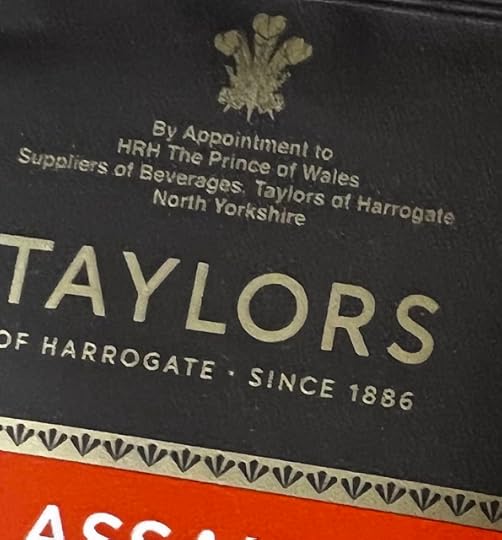 By Appointment to
HRH The Prince of Wales
Suppliers of Beverages, Taylors of Harrogate
North Yorkshire
TAYLORS
OF HARROGATE · SINCE 1886